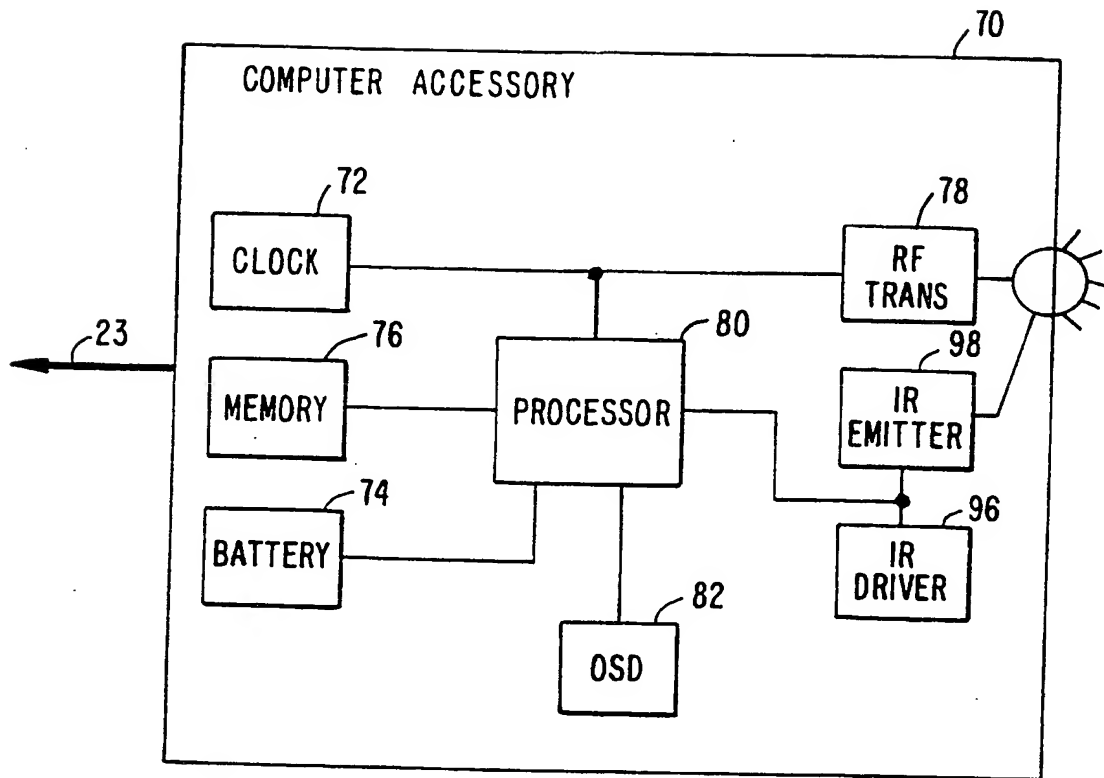 70
COMPUTER ACCESSORY
72
CLOCK
78
RF
TRANS
23
76
MEMORY
80
PROCESSOR
98
IR
EMITTER
74
BATTERY
96
IR
DRIVER
82
OSD